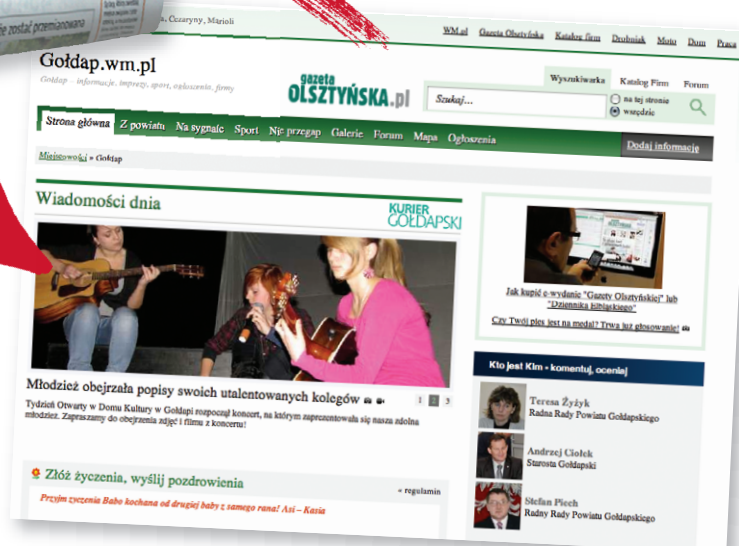 ie zostać przemianowana
Cezaryny, Marioli
WM.pl Gazeta Olsztyńska Katalog firm Drobniak Moto Dom Praca
Gołdap.wm.pl
Gołdap – informacje, imprezy, sport, ogłoszenia, firmy
gazeta
OLSZTYŃSKA.pl
Wyszukiwarka Katalog Firm Forum
Szukaj...
na tej stronie
wszędzie
Strona główna Z powiatu Na sygnale Sport Nie przegap Galerie Forum Mapa Ogłoszenia
Dodaj informację
Miejscowości » Gołdap
Wiadomości dnia
KURIER
GOŁDAPSKI
Młodzież obejrzała popisy swoich utalentowanych kolegów
1 2 3
Tydzień Otwarty w Domu Kultury w Gołdapi rozpoczął koncert, na którym zaprezentowała się nasza zdolna
młodzież. Zapraszamy do obejrzenia zdjęć i filmu z koncertu!
Złóż życzenia, wyślij pozdrowienia
« regulamin
Przyjm zyczenia Babo kochana od drugiej baby z samego rana! Asi – Kasia
Jak kupić e-wydanie "Gazety Olsztyńskiej" lub
"Dziennika Elbląskiego"
Czy Twój pies jest na medal? Trwa już głosowanie!
Kto jest Kim • komentuj, oceniaj
Teresa Żyżyk
Radna Rady Powiatu Gołdapskiego
Andrzej Ciołek
Starosta Gołdapski
Stefan Piech
Radny Rady Powiatu Gołdapskiego